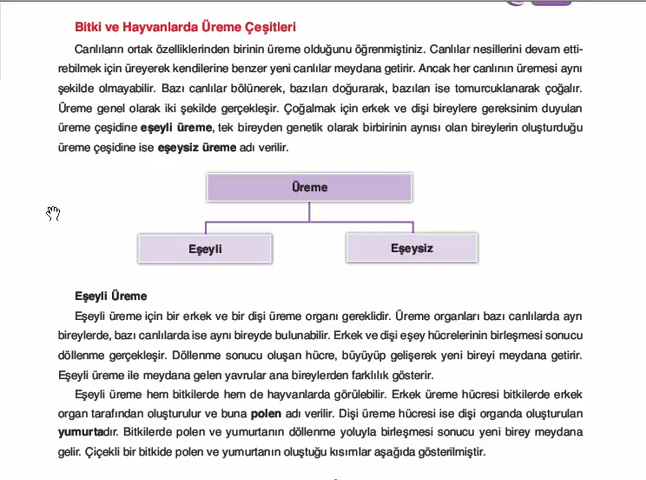 Bitki ve Hayvanlarda Üreme Çeşitleri
Canlıların ortak özelliklerinden birinin üreme olduğunu öğrenmiştiniz. Canlılar nesillerini devam etti-
rebilmek için üreyerek kendilerine benzer yeni canlılar meydana getirir. Ancak her canlının üremesi aynı
şekilde olmayabilir. Bazı canlılar bölünerek, bazıları doğurarak, bazıları ise tomurcuklanarak çoğalır.
Üreme genel olarak iki şekilde gerçekleşir. Çoğalmak için erkek ve dişi bireylere gereksinim duyulan
üreme çeşidine eşeyli üreme, tek bireyden genetik olarak birbirinin aynısı olan bireylerin oluşturduğu
üreme çeşidine ise eşeysiz üreme adı verilir.
Üreme
Eşeyli
Eşeysiz
Eşeyli Üreme
Eşeyli üreme için bir erkek ve bir dişi üreme organı gereklidir. Üreme organları bazı canlılarda ayrı
bireylerde, bazı canlılarda ise aynı bireyde bulunabilir. Erkek ve dişi eşey hücrelerinin birleşmesi sonucu
döllenme gerçekleşir. Döllenme sonucu oluşan hücre, büyüyüp gelişerek yeni bireyi meydana getirir.
Eşeyli üreme ile meydana gelen yavrular ana bireylerden farklılık gösterir.
Eşeyli üreme hem bitkilerde hem de hayvanlarda görülebilir. Erkek üreme hücresi bitkilerde erkek
organ tarafından oluşturulur ve buna polen adı verilir. Dişi üreme hücresi ise dişi organda oluşturulan
yumurtadır. Bitkilerde polen ve yumurtanın döllenme yoluyla birleşmesi sonucu yeni birey meydana
gelir. Çiçekli bir bitkide polen ve yumurtanın oluştuğu kısımlar aşağıda gösterilmiştir.